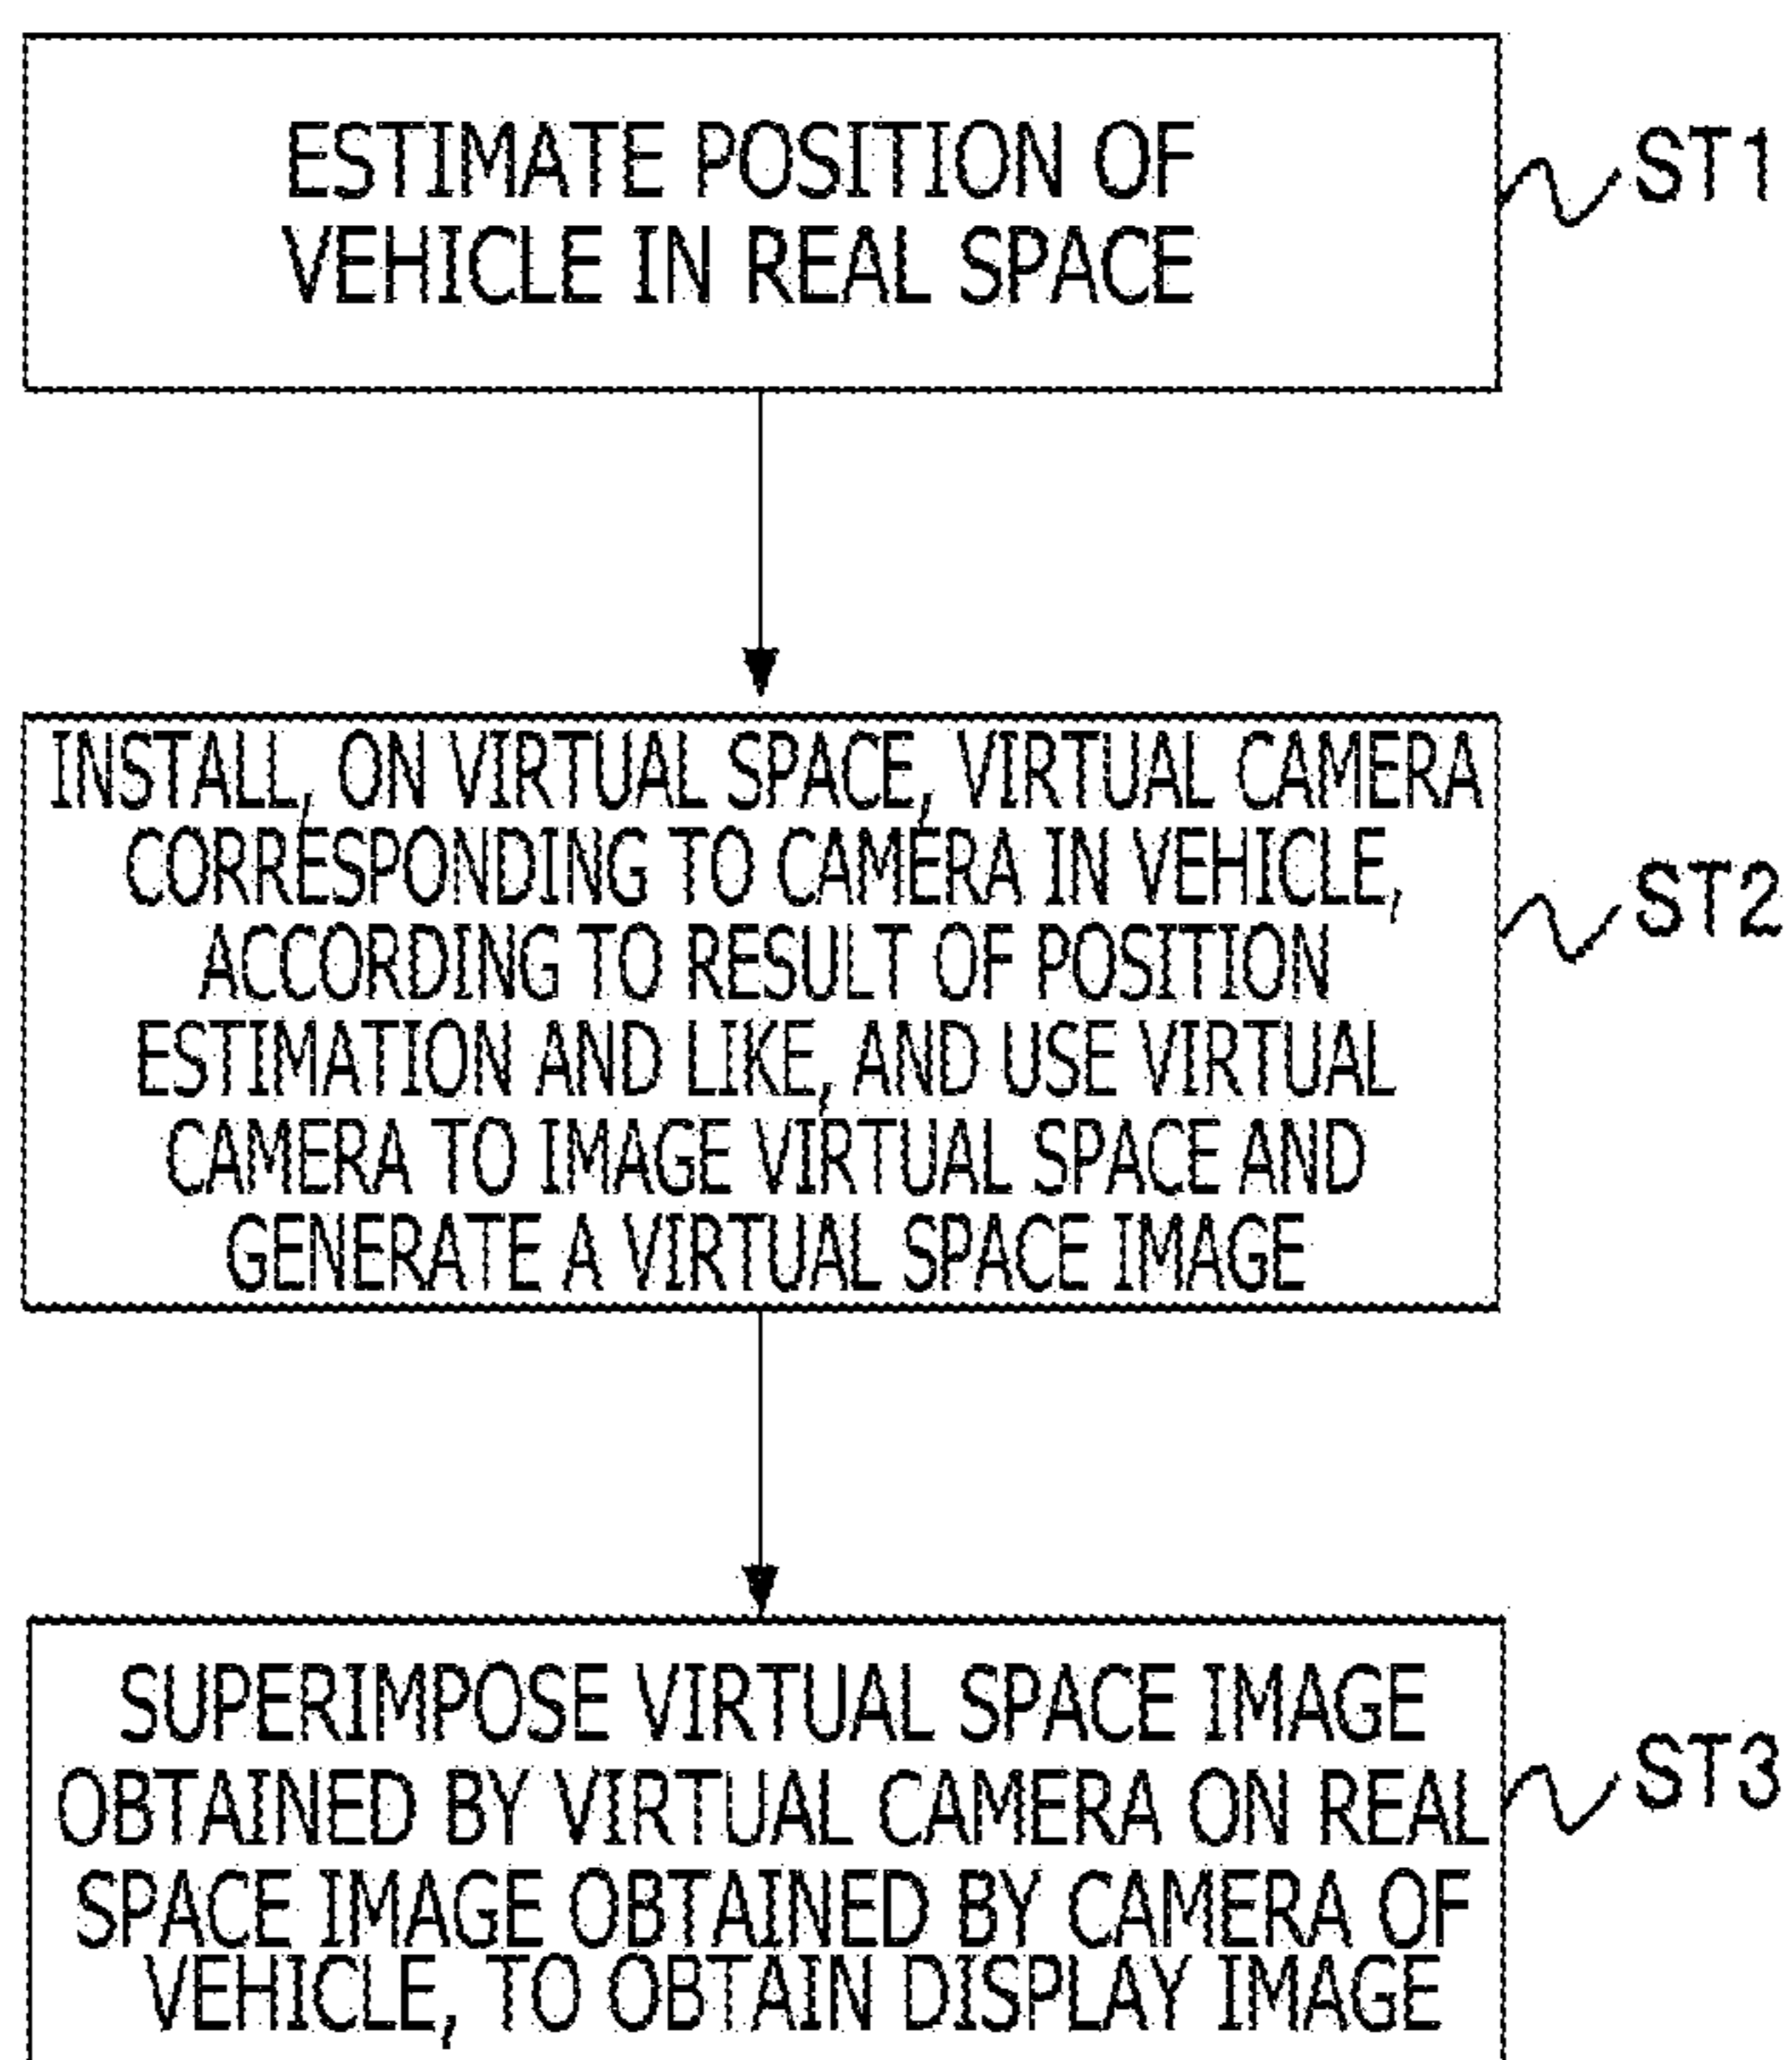 ESTIMATE POSITION OF
VEHICLE IN REAL SPACE
ST1
INSTALL, ON VIRTUAL SPACE, VIRTUAL CAMERA
CORRESPONDING TO CAMERA IN VEHICLE,
ACCORDING TO RESULT OF POSITION
ESTIMATION AND LIKE, AND USE VIRTUAL
CAMERA TO IMAGE VIRTUAL SPACE AND
GENERATE A VIRTUAL SPACE IMAGE
ST2
SUPERIMPOSE VIRTUAL SPACE IMAGE
OBTAINED BY VIRTUAL CAMERA ON REAL
SPACE IMAGE OBTAINED BY CAMERA OF
VEHICLE, TO OBTAIN DISPLAY IMAGE
ST3